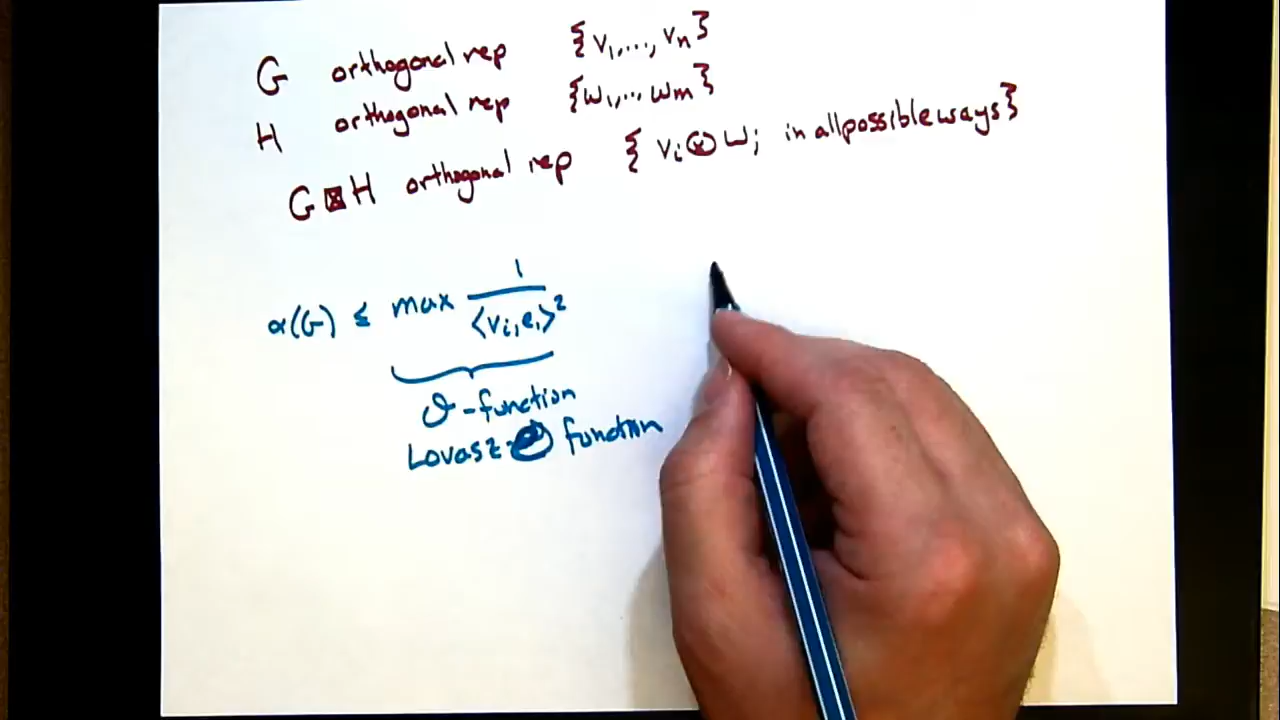 G orthogonal rep {v₁,...,vₙ}
H orthogonal rep {w₁,..,wₘ}
G⊠H orthogonal rep {vᵢ⊗wⱼ in all possible ways}
α(G) ≤ max 1/⟨vᵢ,e₁⟩²
ϑ-function
Lovasz function